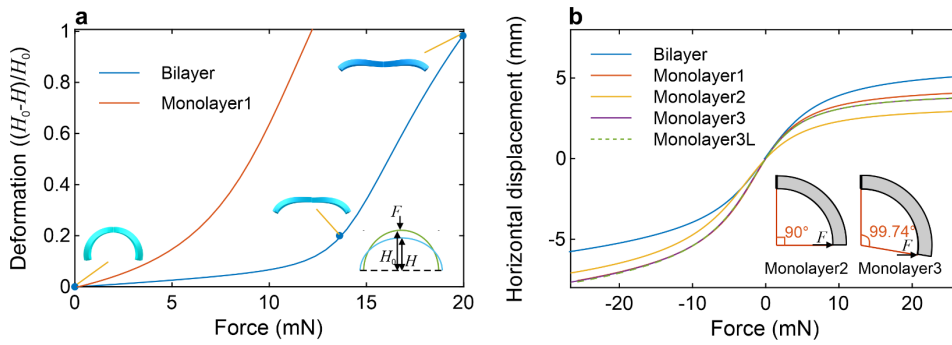 a
Deformation ((H₀-H)/H₀)
1
0.8
0.6
0.4
0.2
0
Bilayer
Monolayer1
F
H₀
H
0
5
10
15
20
Force (mN)
b
Horizontal displacement (mm)
5
0
-5
Bilayer
Monolayer1
Monolayer2
Monolayer3
Monolayer3L
90°
F
Monolayer2
99.74°
F
Monolayer3
-20
-10
0
10
20
Force (mN)